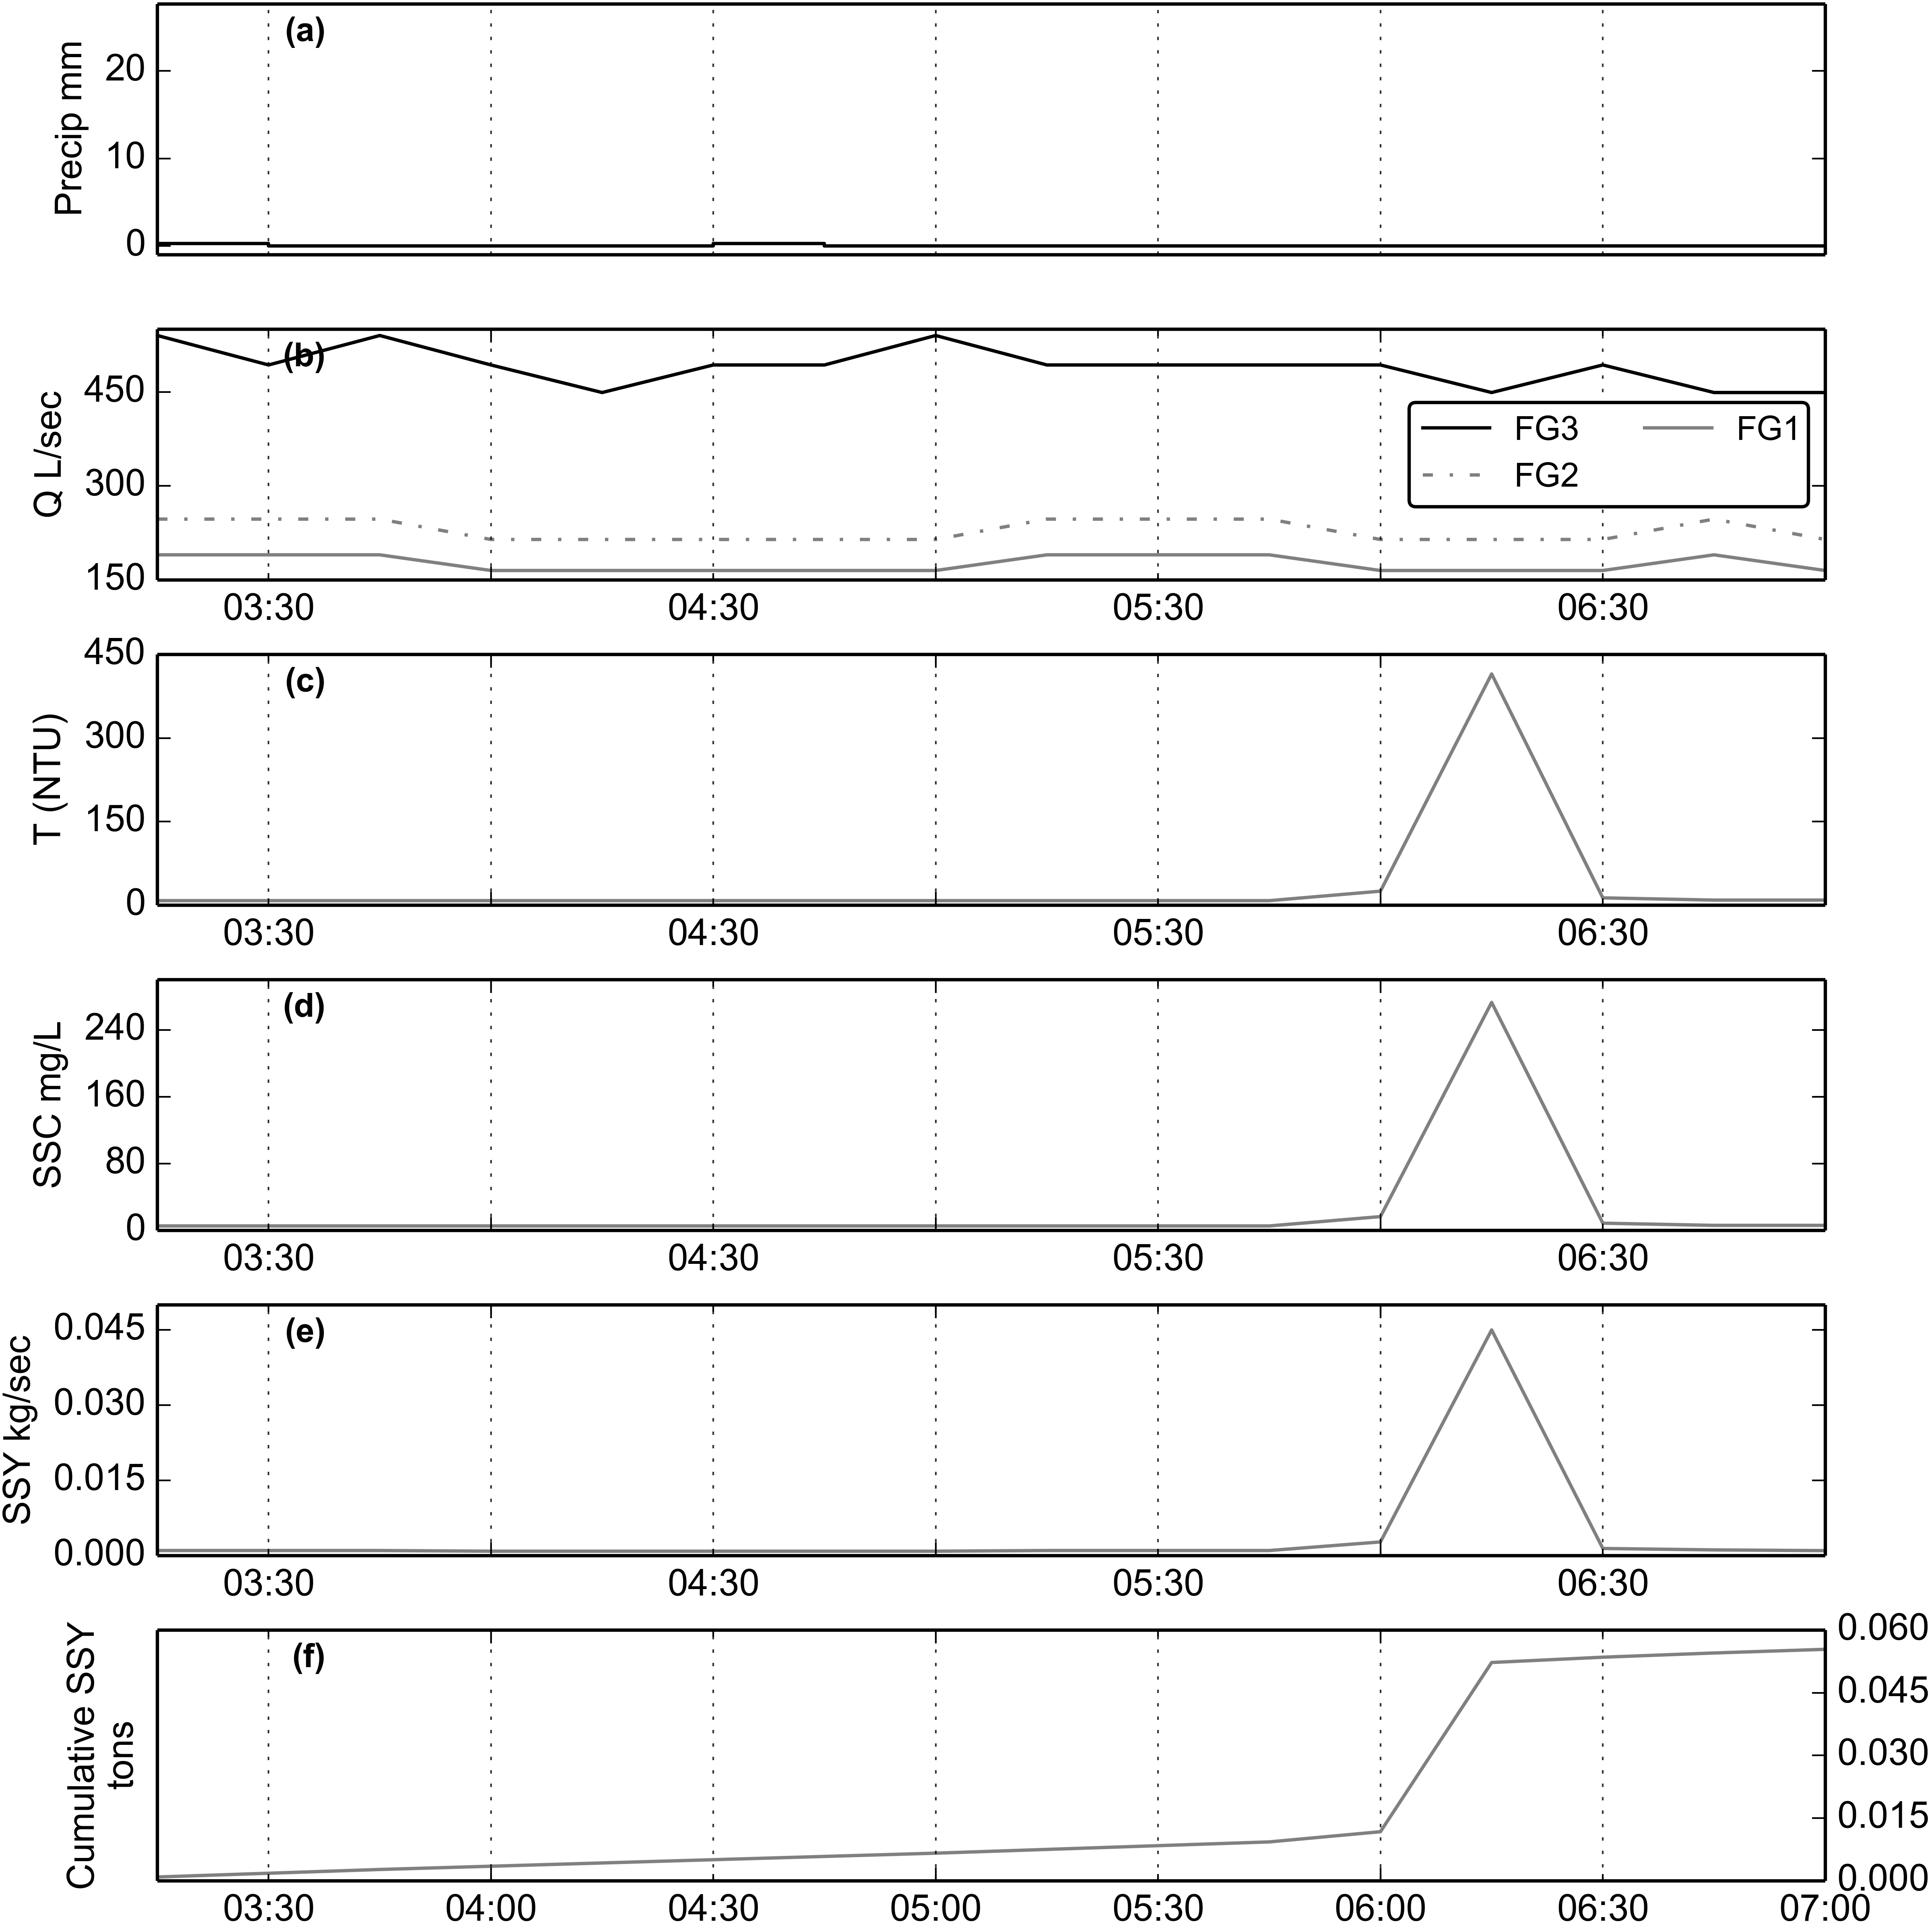 (a)
Precip mm
20
10
0
(b)
Q L/sec
450
300
150
FG3 FG1
FG2
03:30 04:30 05:30 06:30
(c)
T (NTU)
450
300
150
0
03:30 04:30 05:30 06:30
(d)
SSC mg/L
240
160
80
0
03:30 04:30 05:30 06:30
(e)
SSY kg/sec
0.045
0.030
0.015
0.000
03:30 04:30 05:30 06:30
(f)
Cumulative SSY
tons
0.060
0.045
0.030
0.015
0.000
03:30 04:00 04:30 05:00 05:30 06:00 06:30 07:00